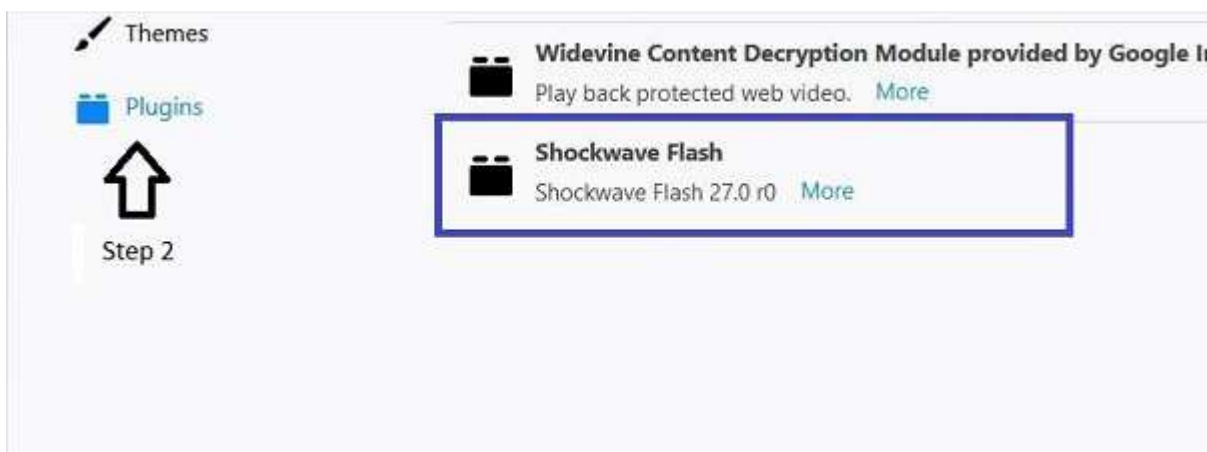 Themes
Plugins
Step 2
Widevine Content Decryption Module provided by Google
Play back protected web video. More
Shockwave Flash
Shockwave Flash 27.0 r0 More